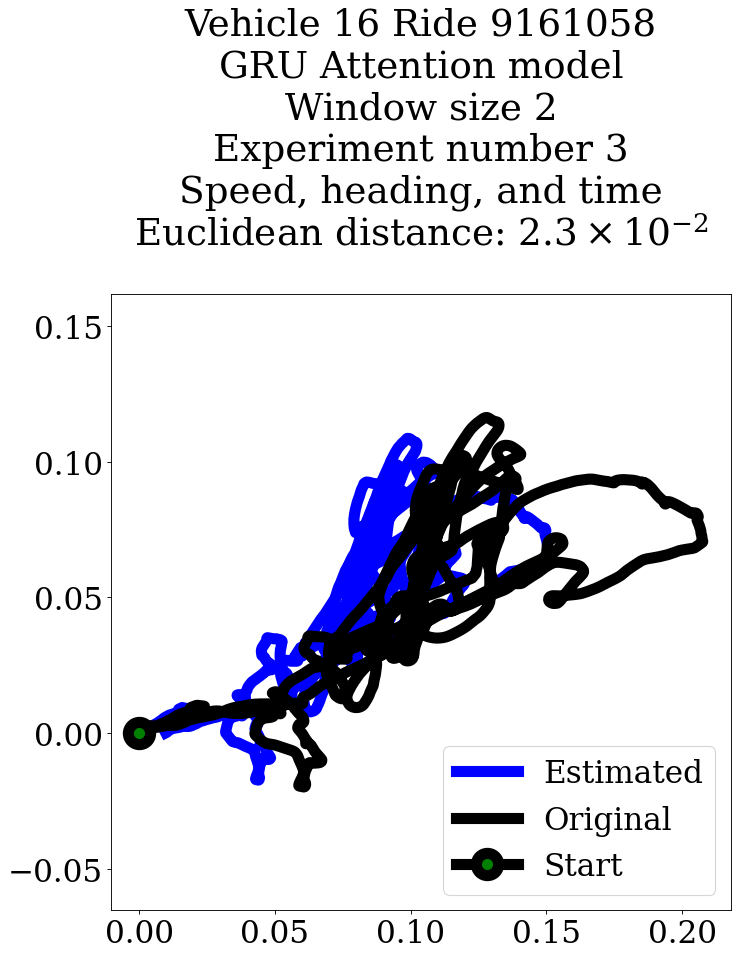 Vehicle 16 Ride 9161058
GRU Attention model
Window size 2
Experiment number 3
Speed, heading, and time
Euclidean distance: 2.3 × 10⁻²
0.15
0.10
0.05
0.00
−0.05
0.00 0.05 0.10 0.15 0.20
Estimated
Original
Start